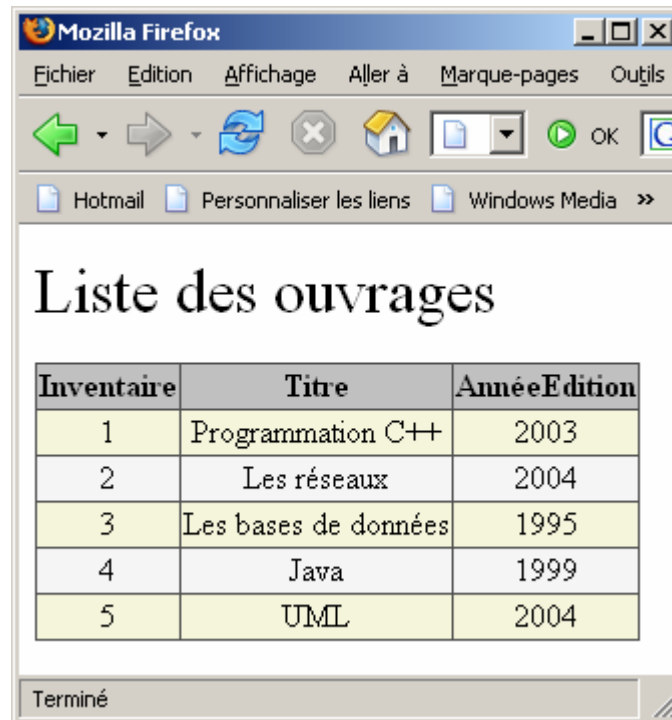 Mozilla Firefox
Fichier Edition Affichage Aller à Marque-pages Outils
OK G
Hotmail Personnaliser les liens Windows Media »
Liste des ouvrages
Inventaire Titre AnnéeEdition
1 Programmation C++ 2003
2 Les réseaux 2004
3 Les bases de données 1995
4 Java 1999
5 UML 2004
Terminé